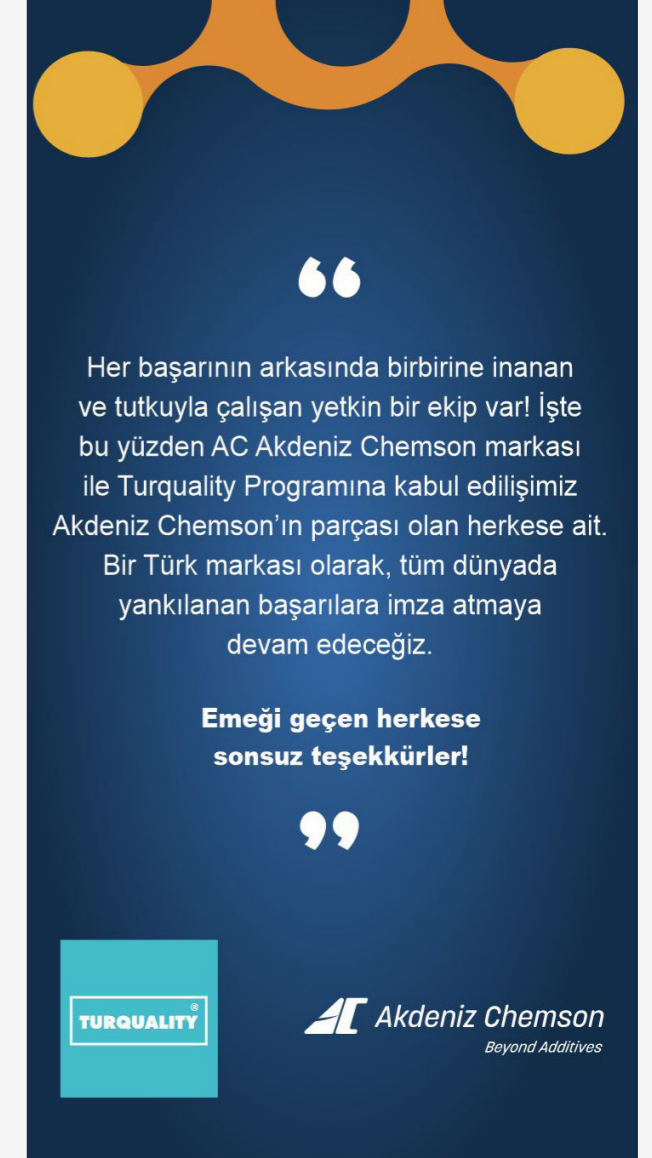 “
Her başarının arkasında birbirine inanan
ve tutkuyla çalışan yetkin bir ekip var! İşte
bu yüzden AC Akdeniz Chemson markası
ile Turquality Programına kabul edilişimiz
Akdeniz Chemson’ın parçası olan herkese ait.
Bir Türk markası olarak, tüm dünyada
yankılanan başarılara imza atmaya
devam edeceğiz.
Emeği geçen herkese
sonsuz teşekkürler!
”
TURQUALITY®
AC Akdeniz Chemson
Beyond Additives